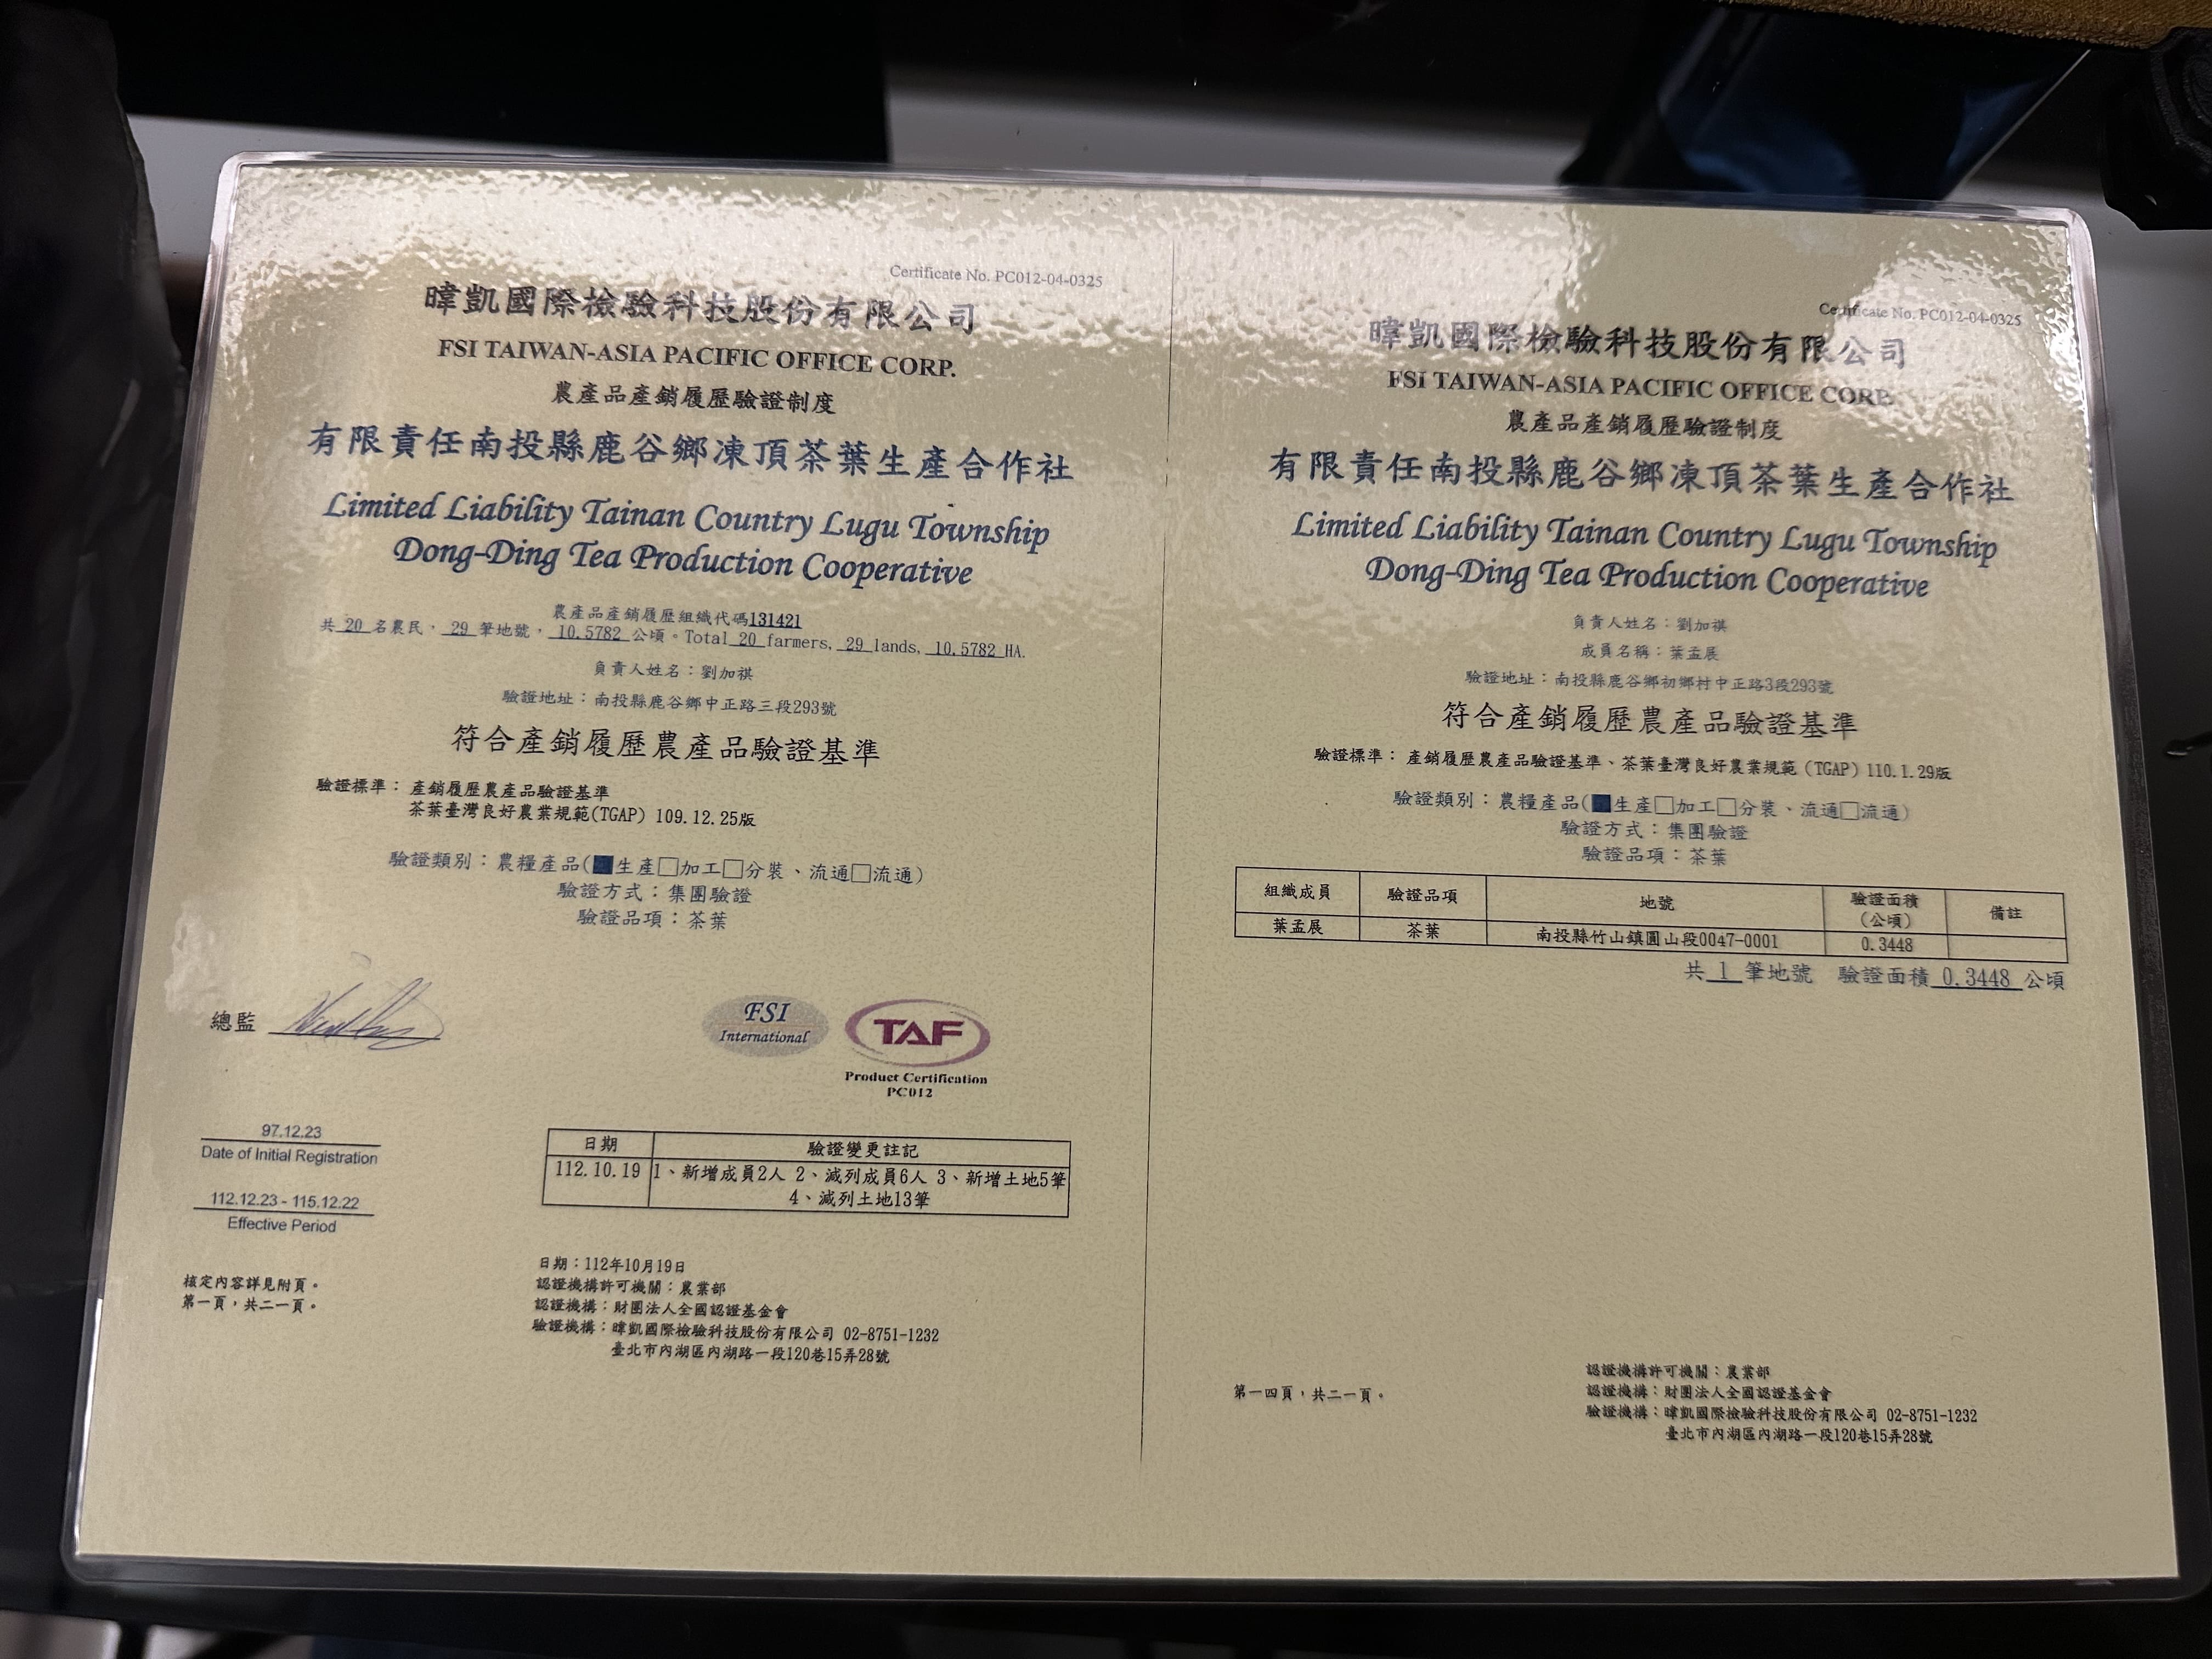 Certificate No. PC012-04-0325
暐凱國際檢驗科技股份有限公司
FSI TAIWAN-ASIA PACIFIC OFFICE CORP.
農產品產銷履歷驗證制度
有限責任南投縣鹿谷鄉凍頂茶葉生產合作社
Limited Liability Tainan Country Lugu Township
Dong-Ding Tea Production Cooperative
農產品產銷履歷組織代碼131421
共 20 名農民, 29 筆地號, 10.5782 公頃。Total 20 farmers, 29 lands, 10.5782 HA.
負責人姓名：劉加祺
驗證地址：南投縣鹿谷鄉中正路三段293號
符合產銷履歷農產品驗證基準
驗證標準：產銷履歷農產品驗證基準
茶葉臺灣良好農業規範(TGAP) 109.12.25版
驗證類別：農糧產品(■生產□加工□分裝、流通□流通)
驗證方式：集團驗證
驗證品項：茶葉
總監
FSI
International
TAF
Product Certification
PC012
97.12.23
Date of Initial Registration
112.12.23 - 115.12.22
Effective Period
日期 驗證變更註記
112.10.19 1、新增成員2人 2、減列成員6人 3、新增土地5筆
4、減列土地13筆
核定內容詳見附頁。
第一頁，共二一頁。
日期：112年10月19日
認證機構許可機關：農業部
認證機構：財團法人全國認證基金會
驗證機構：暐凱國際檢驗科技股份有限公司 02-8751-1232
臺北市內湖區內湖路一段120巷15弄28號
Certificate No. PC012-04-0325
暐凱國際檢驗科技股份有限公司
FSI TAIWAN-ASIA PACIFIC OFFICE CORP.
農產品產銷履歷驗證制度
有限責任南投縣鹿谷鄉凍頂茶葉生產合作社
Limited Liability Tainan Country Lugu Township
Dong-Ding Tea Production Cooperative
負責人姓名：劉加祺
成員名稱：葉孟展
驗證地址：南投縣鹿谷鄉初鄉村中正路3段293號
符合產銷履歷農產品驗證基準
驗證標準：產銷履歷農產品驗證基準、茶葉臺灣良好農業規範（TGAP）110.1.29版
驗證類別：農糧產品(■生產□加工□分裝、流通□流通)
驗證方式：集團驗證
驗證品項：茶葉
組織成員 驗證品項 地號 驗證面積(公頃) 備註
葉孟展 茶葉 南投縣竹山鎮圓山段0047-0001 0.3448
共 1 筆地號 驗證面積 0.3448 公頃
第一四頁，共二一頁。
認證機構許可機關：農業部
認證機構：財團法人全國認證基金會
驗證機構：暐凱國際檢驗科技股份有限公司 02-8751-1232
臺北市內湖區內湖路一段120巷15弄28號